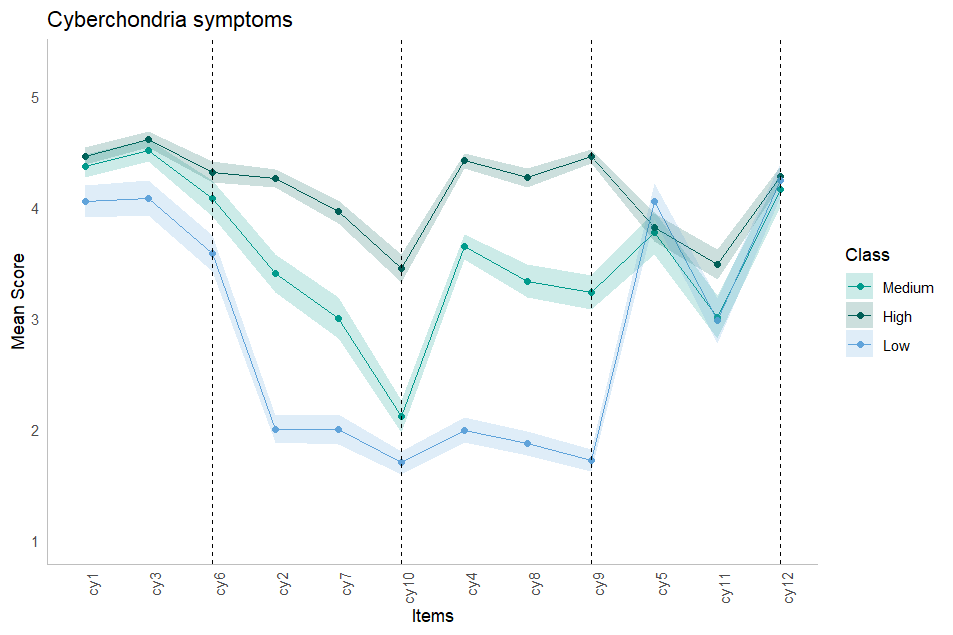 Cyberchondria symptoms
5
4
3
2
1
Mean Score
cy1
cy3
cy6
cy2
cy7
cy10
cy4
cy8
cy9
cy5
cy11
cy12
Items
Class
Medium
High
Low